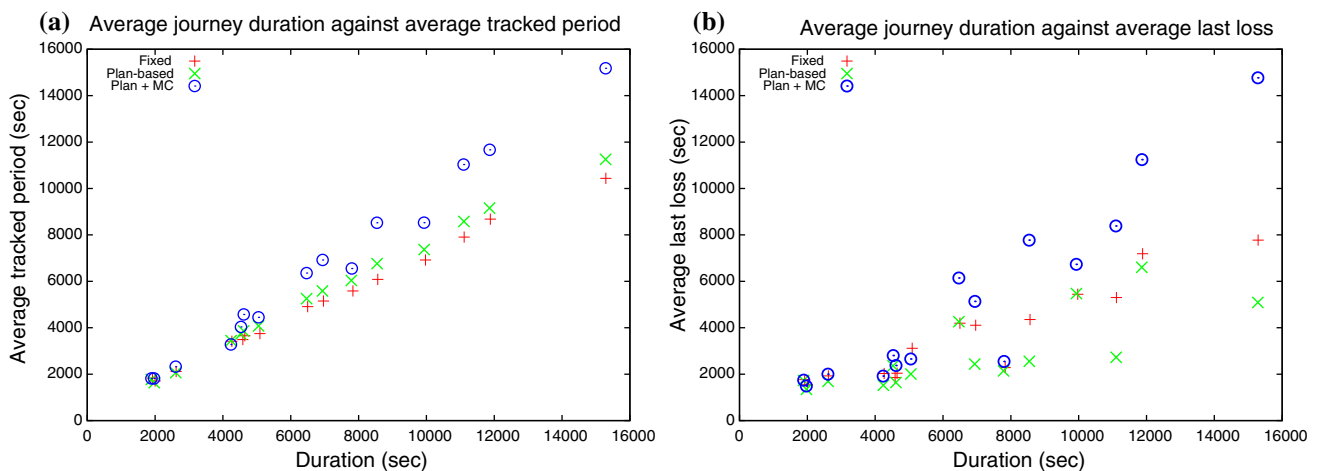 (a) Average journey duration against average tracked period
16000
14000
12000
10000
8000
6000
4000
2000
0
Average tracked period (sec)
Fixed
Plan-based
Plan + MC
0 2000 4000 6000 8000 10000 12000 14000 16000
Duration (sec)
(b) Average journey duration against average last loss
16000
14000
12000
10000
8000
6000
4000
2000
0
Average last loss (sec)
Fixed
Plan-based
Plan + MC
0 2000 4000 6000 8000 10000 12000 14000 16000
Duration (sec)